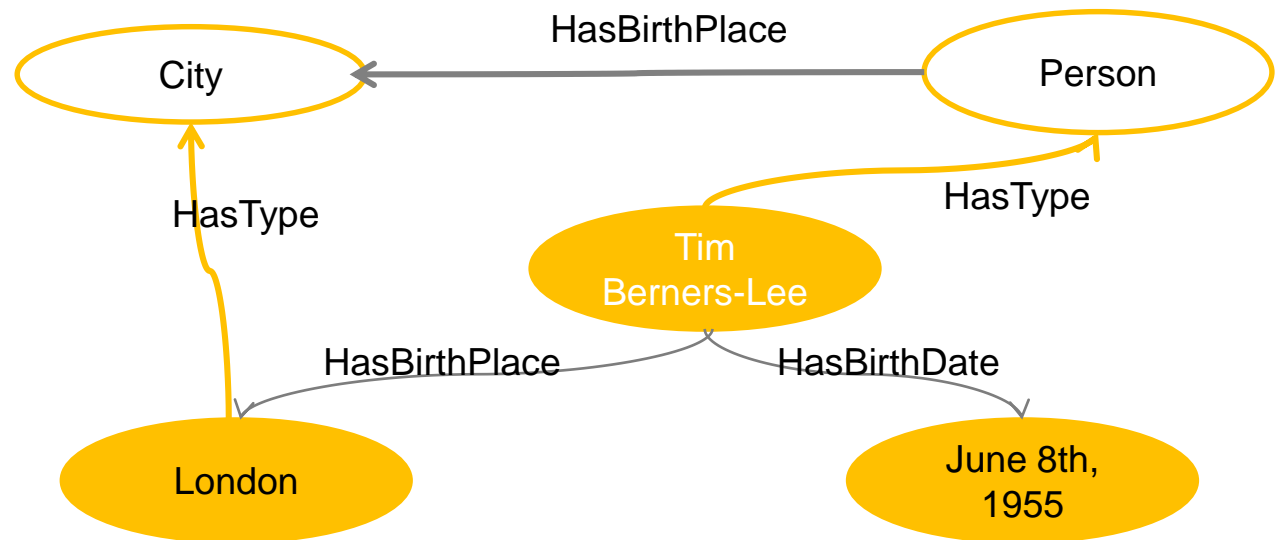 HasBirthPlace
City
Person
HasType
HasType
Tim
Berners-Lee
HasBirthPlace
HasBirthDate
London
June 8th,
1955